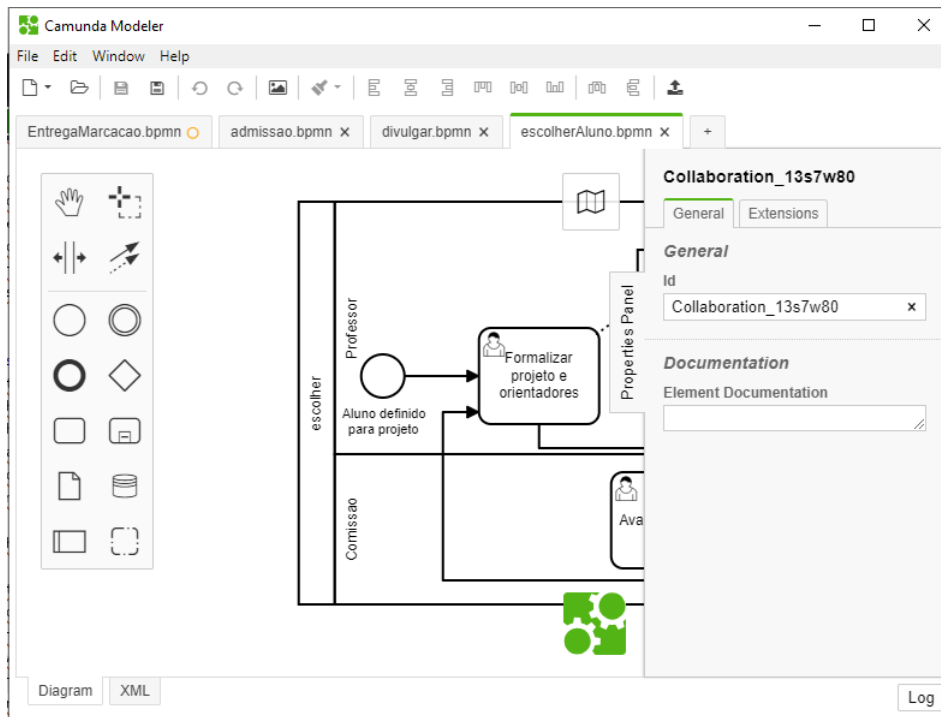 Camunda Modeler
File Edit Window Help
EntregaMarcacao.bpmn
admissao.bpmn
divulgar.bpmn
escolherAluno.bpmn
+
Collaboration_13s7w80
General
Extensions
General
Id
Collaboration_13s7w80
Documentation
Element Documentation
Properties Panel
escolher
Professor
Aluno definido
para projeto
Formalizar
projeto e
orientadores
Comissao
Ava
Diagram
XML
Log